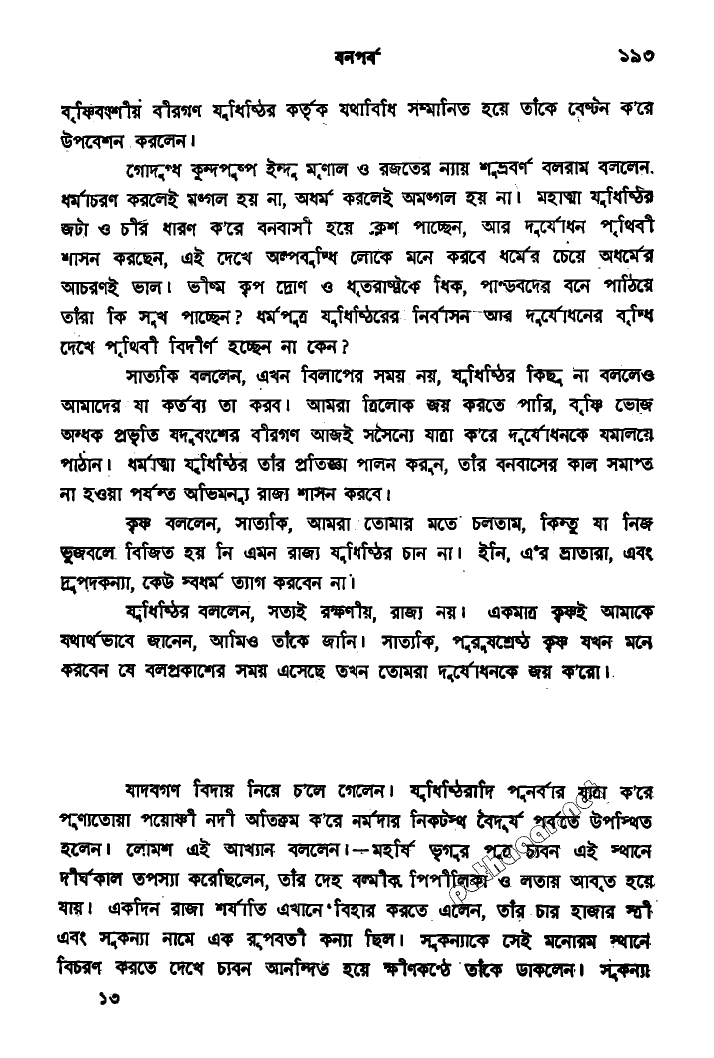 বনপর্ব ১৯৩
বৃষ্ণিবংশীয় বীরগণ যুধিষ্ঠির কর্তৃক যথাবিধি সম্মানিত হয়ে তাঁকে বেষ্টন ক'রে
উপবেশন করলেন।
গোদুগ্ধ কুন্দপুষ্প ইন্দু মৃণাল ও রজতের ন্যায় শুভ্রবর্ণ বলরাম বললেন.
ধর্মাচরণ করলেই মঙ্গল হয় না, অধর্ম করলেই অমঙ্গল হয় না। মহাত্মা যুধিষ্ঠির
জটা ও চীর ধারণ ক'রে বনবাসী হয়ে ক্লেশ পাচ্ছেন, আর দুর্যোধন পৃথিবী
শাসন করছেন, এই দেখে অল্পবুদ্ধি লোকে মনে করবে ধর্মের চেয়ে অধর্মের
আচরণই ভাল। ভীষ্ম কৃপ দ্রোণ ও ধৃতরাষ্ট্রকে ধিক, পাণ্ডবদের বনে পাঠিয়ে
তাঁরা কি সুখ পাচ্ছেন? ধর্মপুত্র যুধিষ্ঠিরের নির্বাসন আর দুর্যোধনের বৃদ্ধি
দেখে পৃথিবী বিদীর্ণ হচ্ছেন না কেন?
সাত্যকি বললেন, এখন বিলাপের সময় নয়, যুধিষ্ঠির কিছু না বললেও
আমাদের যা কর্তব্য তা করব। আমরা ত্রিলোক জয় করতে পারি, বৃষ্ণি ভোজ
অন্ধক প্রভৃতি যদুবংশের বীরগণ আজই সসৈন্যে যাত্রা ক'রে দুর্যোধনকে যমালয়ে
পাঠান। ধর্মাত্মা যুধিষ্ঠির তাঁর প্রতিজ্ঞা পালন করুন, তাঁর বনবাসের কাল সমাপ্ত
না হওয়া পর্যন্ত অভিমন্যু রাজ্য শাসন করবে।
কৃষ্ণ বললেন, সাত্যকি, আমরা তোমার মতে চলতাম, কিন্তু যা নিজ
ভুজবলে বিজিত হয় নি এমন রাজ্য যুধিষ্ঠির চান না। ইনি, এ'র ভ্রাতারা, এবং
দ্রুপদকন্যা, কেউ স্বধর্ম ত্যাগ করবেন না।
যুধিষ্ঠির বললেন, সত্যই রক্ষণীয়, রাজ্য নয়। একমাত্র কৃষ্ণই আমাকে
যথার্থভাবে জানেন, আমিও তাঁকে জানি। সাত্যকি, পুরুষশ্রেষ্ঠ কৃষ্ণ যখন মনে
করবেন যে বলপ্রকাশের সময় এসেছে তখন তোমরা দুর্যোধনকে জয় ক'রো।
যাদবগণ বিদায় নিয়ে চ'লে গেলেন। যুধিষ্ঠিরাদি পুনর্বার যাত্রা ক'রে
পুণ্যতোয়া পয়োষ্ণী নদী অতিক্রম ক'রে নর্মদার নিকটস্থ বৈদূর্য পর্বতে উপস্থিত
হলেন। লোমশ এই আখ্যান বললেন।—মহর্ষি ভৃগুর পুত্র চ্যবন এই স্থানে
দীর্ঘকাল তপস্যা করেছিলেন, তাঁর দেহ বল্মীক পিপীলিকা ও লতায় আবৃত হয়ে
যায়। একদিন রাজা শর্যাতি এখানে বিহার করতে এলেন, তাঁর চার হাজার স্ত্রী
এবং সুকন্যা নামে এক রূপবতী কন্যা ছিল। সুকন্যাকে সেই মনোরম স্থানে
বিচরণ করতে দেখে চ্যবন আনন্দিত হয়ে ক্ষীণকণ্ঠে তাঁকে ডাকলেন। সুকন্যা
১৩